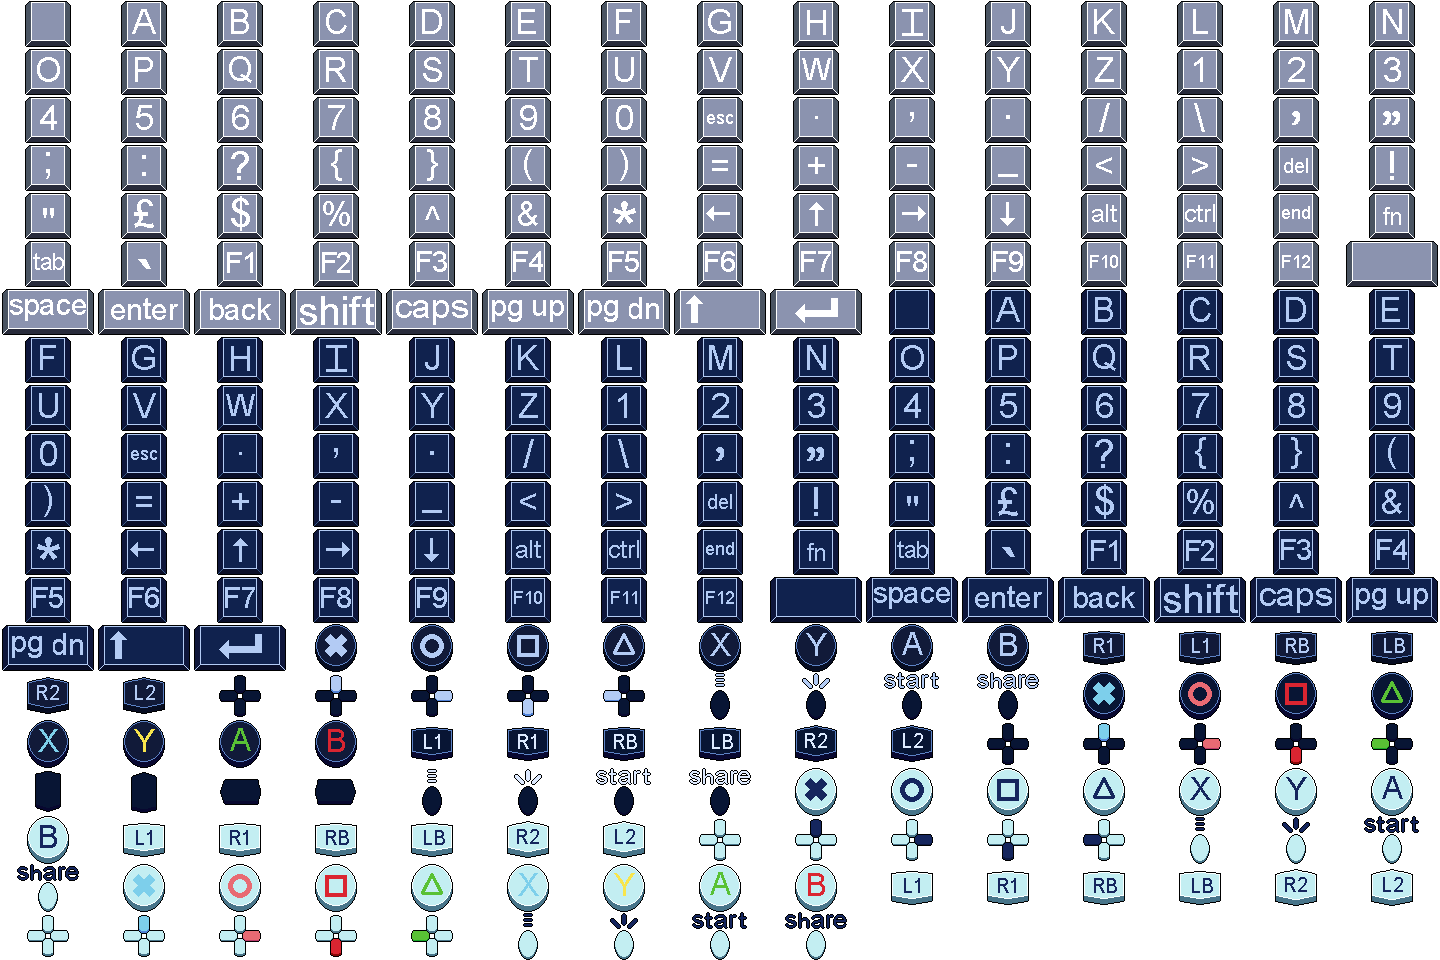 A B C D E F G H I J K L M N
O P Q R S T U V W X Y Z 1 2 3
4 5 6 7 8 9 0 esc · , . / \ ❜ ❞
; : ? { } ( ) = + - _ < > del !
" £ $ % ^ & * ← ↑ → ↓ alt ctrl end fn
tab ` F1 F2 F3 F4 F5 F6 F7 F8 F9 F10 F11 F12
space enter back shift caps pg up pg dn ↑ ↵ A B C D E
F G H I J K L M N O P Q R S T
U V W X Y Z 1 2 3 4 5 6 7 8 9
0 esc · , . / \ ❜ ❞ ; : ? { } (
) = + - _ < > del ! " £ $ % ^ &
* ← ↑ → ↓ alt ctrl end fn tab ` F1 F2 F3 F4
F5 F6 F7 F8 F9 F10 F11 F12 space enter back shift caps pg up
pg dn ↑ ↵ X Y A B R1 L1 RB LB
R2 L2 start share
X Y A B L1 R1 RB LB R2 L2
start share X Y A
B L1 R1 RB LB R2 L2 start
share X Y A B L1 R1 RB LB R2 L2
start share